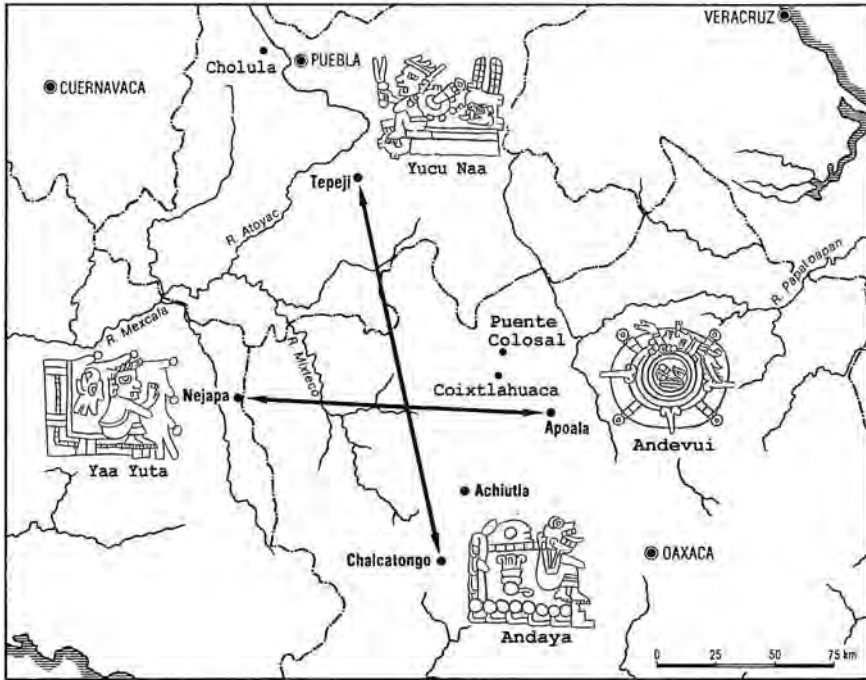 VERACRUZ
PUEBLA
Cholula
CUERNAVACA
Yucu Naa
Tepeji
R. Atoyac
R. Papaloapan
R. Mexcala
R. Mixteco
Puente
Colosal
Coixtlahuaca
Nejapa
Apoala
Andevui
Yaa Yuta
Achiutla
Chalcatongo
OAXACA
Andaya
0 25 50 75 km